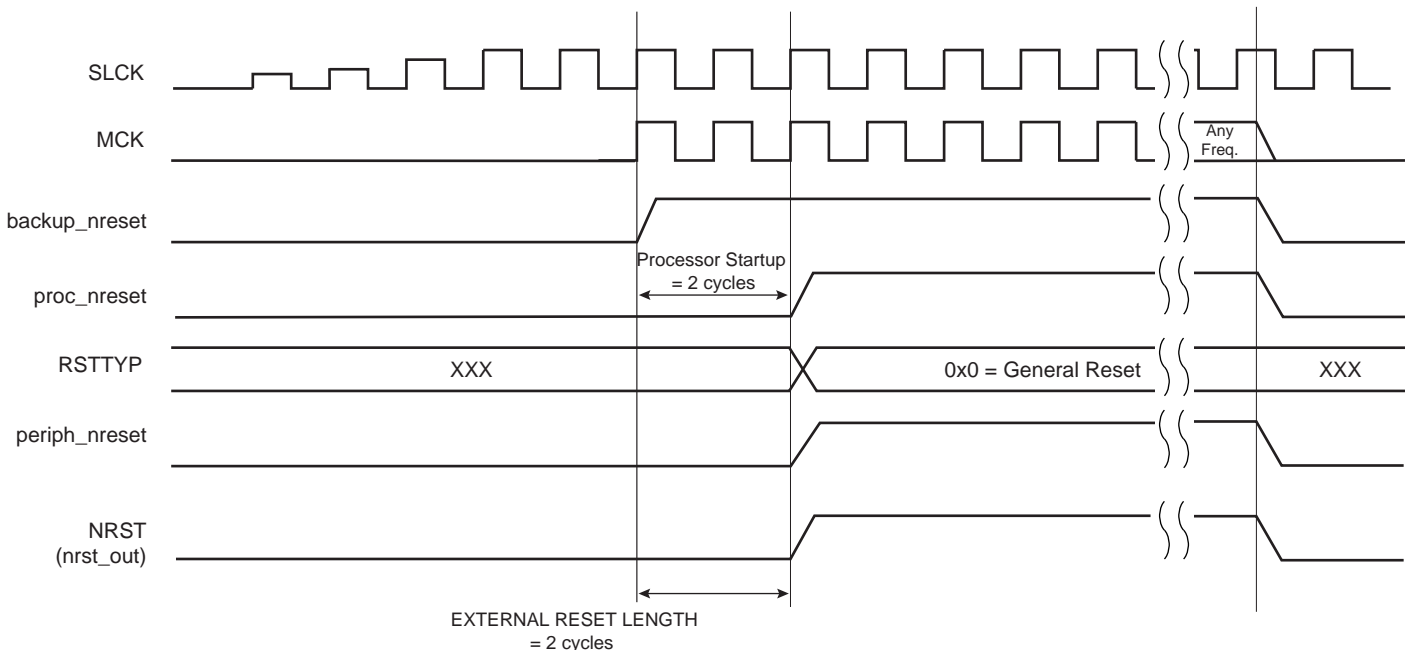 SLCK
MCK
Any
Freq.
backup_nreset
Processor Startup
= 2 cycles
proc_nreset
RSTTYP
XXX
0x0 = General Reset
XXX
periph_nreset
NRST
(nrst_out)
EXTERNAL RESET LENGTH
= 2 cycles